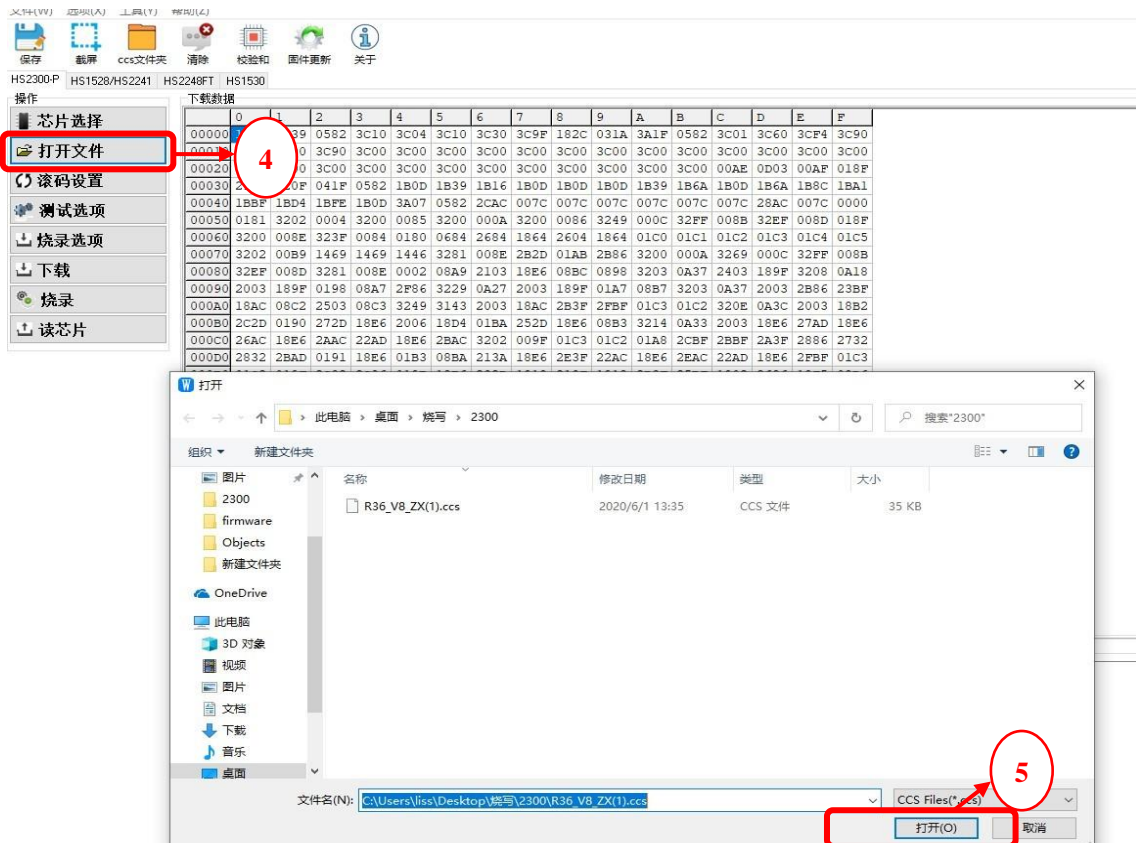 文件(W) 选项(X) 工具(Y) 帮助(Z)
保存 截屏 ccs文件夹 清除 校验和 固件更新 关于
HS2300-P HS1528/HS2241 HS2248FT HS1530
操作
芯片选择
打开文件
滚码设置
测试选项
烧录选项
下载
烧录
读芯片
下载数据
0 1 2 3 4 5 6 7 8 9 A B C D E F
00000 0582 3C10 3C04 3C10 3C30 3C9F 182C 031A 3A1F 0582 3C01 3C60 3CF4 3C90
3C90 3C00 3C00 3C00 3C00 3C00 3C00 3C00 3C00 3C00 3C00 3C00 3C00 3C00
00020 3C00 3C00 3C00 3C00 3C00 3C00 3C00 3C00 3C00 3C00 00AE 0D03 00AF 018F
00030 041F 0582 1B0D 1B39 1B16 1B0D 1B0D 1B0D 1B39 1B6A 1B0D 1B6A 1B8C 1BA1
00040 1BBF 1BD4 1BFE 1B0D 3A07 0582 2CAC 007C 007C 007C 007C 007C 007C 28AC 007C 0000
00050 0181 3202 0004 3200 0085 3200 000A 3200 0086 3249 000C 32FF 008B 32EF 008D 018F
00060 3200 008E 323F 0084 0180 0684 2684 1864 2604 1864 01C0 01C1 01C2 01C3 01C4 01C5
00070 3202 00B9 1469 1469 1446 3281 008E 2B2D 01AB 2B86 3200 000A 3269 000C 32FF 008B
00080 32EF 008D 3281 008E 0002 08A9 2103 18E6 08BC 0898 3203 0A37 2403 189F 3208 0A18
00090 2003 189F 0198 08A7 2F86 3229 0A27 2003 189F 01A7 08B7 3203 0A37 2003 2B86 23BF
000A0 18AC 08C2 2503 08C3 3249 3143 2003 18AC 2B3F 2FBF 01C3 01C2 320E 0A3C 2003 18B2
000B0 2C2D 0190 272D 18E6 2006 18D4 01BA 252D 18E6 08B3 3214 0A33 2003 18E6 27AD 18E6
000C0 26AC 18E6 2AAC 22AD 18E6 2BAC 3202 009F 01C3 01C2 01A8 2CBF 2BBF 2A3F 2886 2732
000D0 2832 2BAD 0191 18E6 01B3 08BA 213A 18E6 2E3F 22AC 18E6 2EAC 22AD 18E6 2FBF 01C3
4
打开
此电脑 › 桌面 › 烧写 › 2300
搜索"2300"
组织 新建文件夹
名称 修改日期 类型 大小
R36_V8_ZX(1).ccs 2020/6/1 13:35 CCS 文件 35 KB
图片
2300
firmware
Objects
新建文件夹
OneDrive
此电脑
3D 对象
视频
图片
文档
下载
音乐
桌面
5
文件名(N): C:\Users\liss\Desktop\烧写\2300\R36_V8_ZX(1).ccs CCS Files(*.ccs)
打开(O) 取消